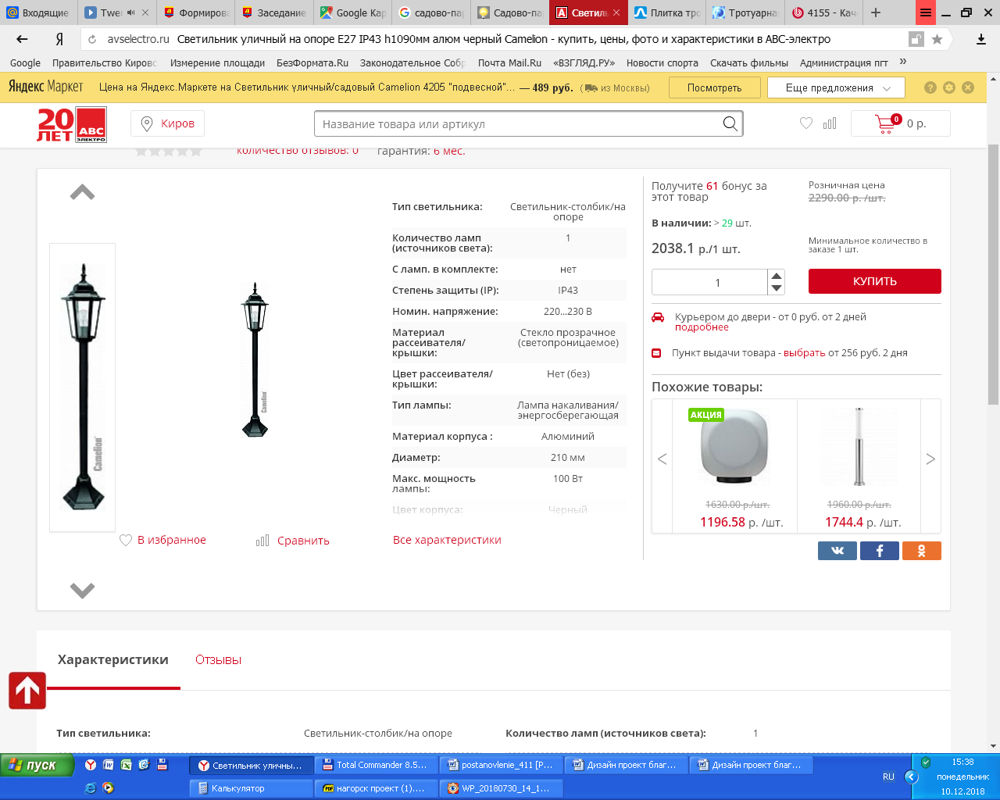 Входящие
Twe
Формирова
Заседание
Google Кар
садово-пар
Садово-па
Светиль
Плитка тро
Тротуарна
4155 - Кач
Я avselectro.ru Светильник уличный на опоре E27 IP43 h1090мм алюм черный Camelion - купить, цены, фото и характеристики в АВС-электро
Google Правительство Киров Измерение площади БезФормата.Ru Законодательное Собр Почта Mail.Ru «ВЗГЛЯД.РУ» Новости спорта Скачать фильмы Администрация пгт »
Яндекс Маркет Цена на Яндекс.Маркете на Светильник уличный/садовый Camelion 4205 "подвесной"... — 489 руб. (из Москвы) Посмотреть Еще предложения
20 ЛЕТ АВС ЭЛЕКТРО
Киров
Название товара или артикул
0
0 р.
количество отзывов: 0 гарантия: 6 мес.
Camelion
Camelion
Тип светильника: Светильник-столбик/на опоре
Количество ламп (источников света): 1
С ламп. в комплекте: нет
Степень защиты (IP): IP43
Номин. напряжение: 220...230 В
Материал рассеивателя/крышки: Стекло прозрачное (светопроницаемое)
Цвет рассеивателя/крышки: Нет (без)
Тип лампы: Лампа накаливания/энергосберегающая
Материал корпуса : Алюминий
Диаметр: 210 мм
Макс. мощность лампы: 100 Вт
Цвет корпуса: Черный
В избранное
Сравнить
Все характеристики
Получите 61 бонус за этот товар
Розничная цена
2290.00 р. /шт.
В наличии: > 29 шт.
2038.1 р./1 шт.
Минимальное количество в заказе 1 шт.
1
КУПИТЬ
Курьером до двери - от 0 руб. от 2 дней
подробнее
Пункт выдачи товара - выбрать от 256 руб. 2 дня
Похожие товары:
АКЦИЯ
1630.00 р./шт.
1196.58 р. /шт.
1960.00 р./шт.
1744.4 р. /шт.
Характеристики
Отзывы
Тип светильника: Светильник-столбик/на опоре Количество ламп (источников света): 1
пуск
Светильник уличны...
Total Commander 8.5...
postanovlenie_411 [Р...
Дизайн проект благ...
Дизайн проект благ...
Калькулятор
нагорск проект (1)....
WP_20180730_14_1...
RU
15:38
понедельник
10.12.2018